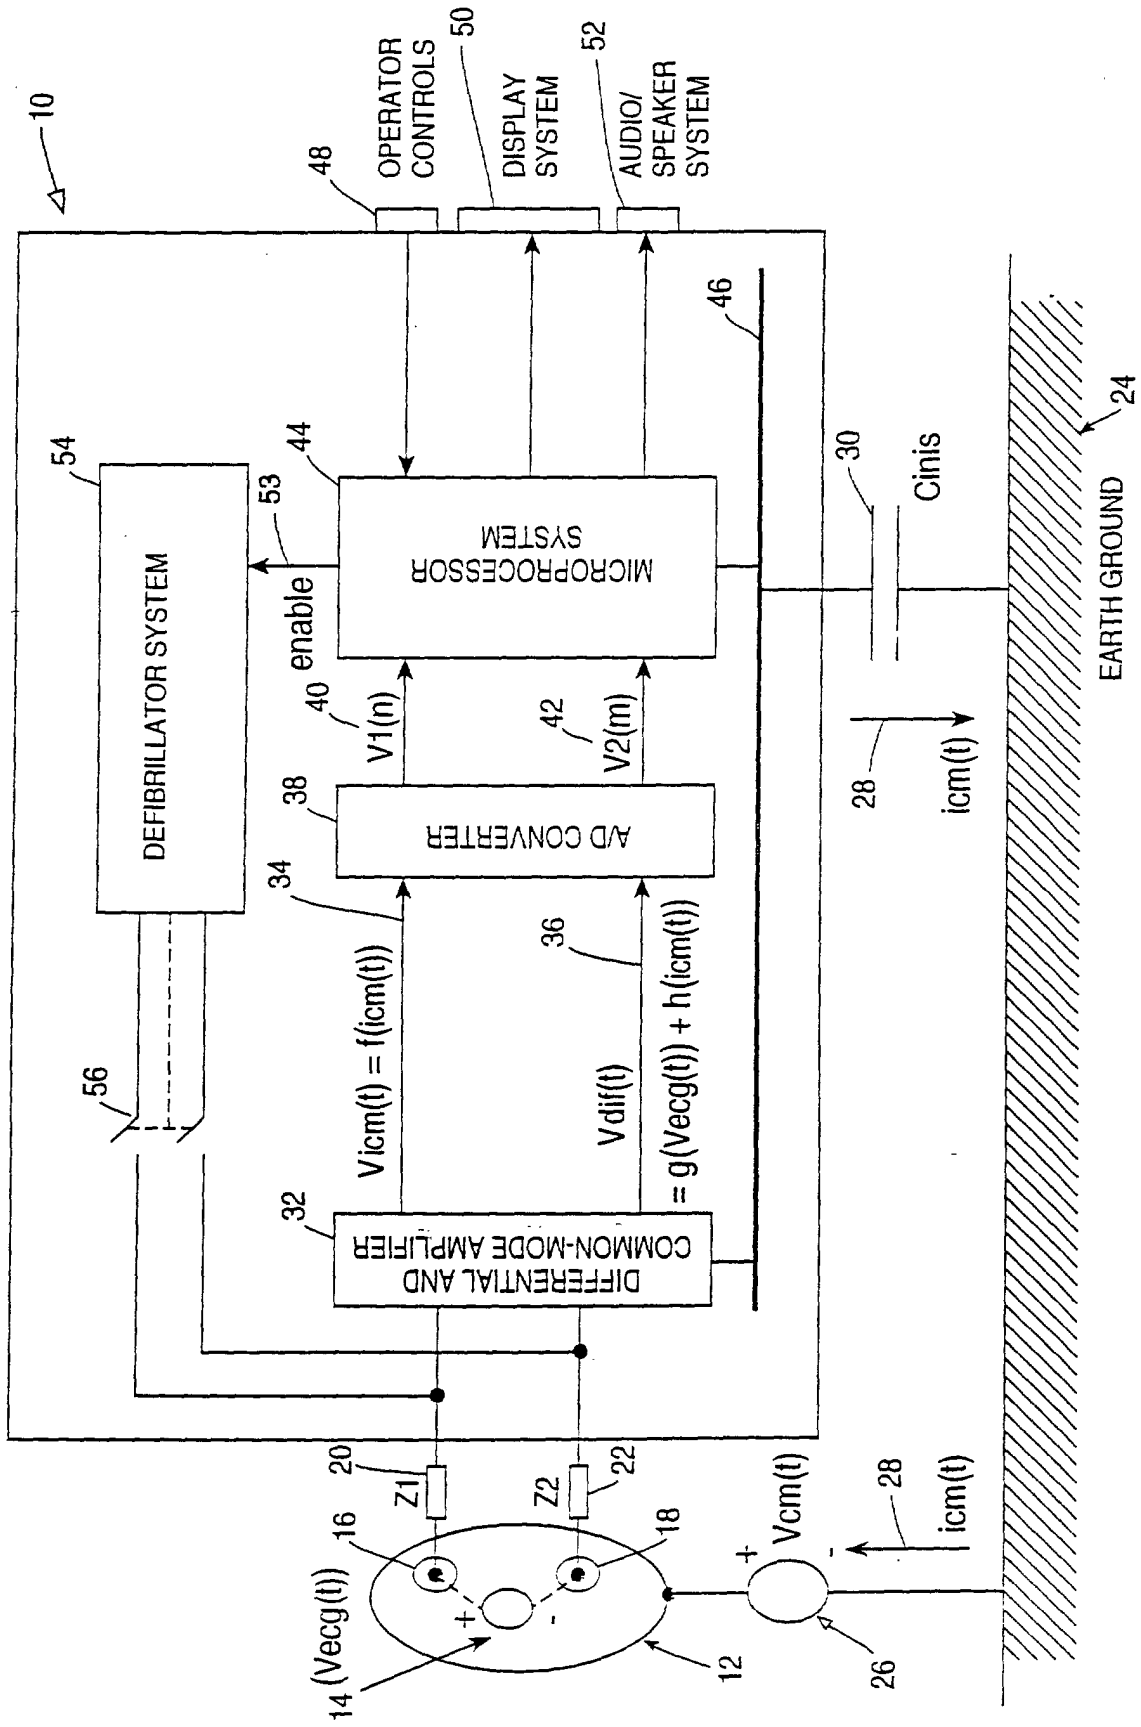 10
54
DEFIBRILLATOR SYSTEM
56
53
enable
48
OPERATOR
CONTROLS
50
DISPLAY
SYSTEM
52
AUDIO/
SPEAKER
SYSTEM
44
MICROPROCESSOR
SYSTEM
40
V1(n)
42
V2(m)
38
A/D CONVERTER
34
Vicm(t) = f(icm(t))
36
Vdif(t)
= g(Vecg(t)) + h(icm(t))
32
DIFFERENTIAL AND
COMMON-MODE AMPLIFIER
46
20
Z1
22
Z2
16
18
(Vecg(t))
14
+
-
12
Vcm(t)
+
-
26
28
icm(t)
28
icm(t)
30
Cinis
24
EARTH GROUND